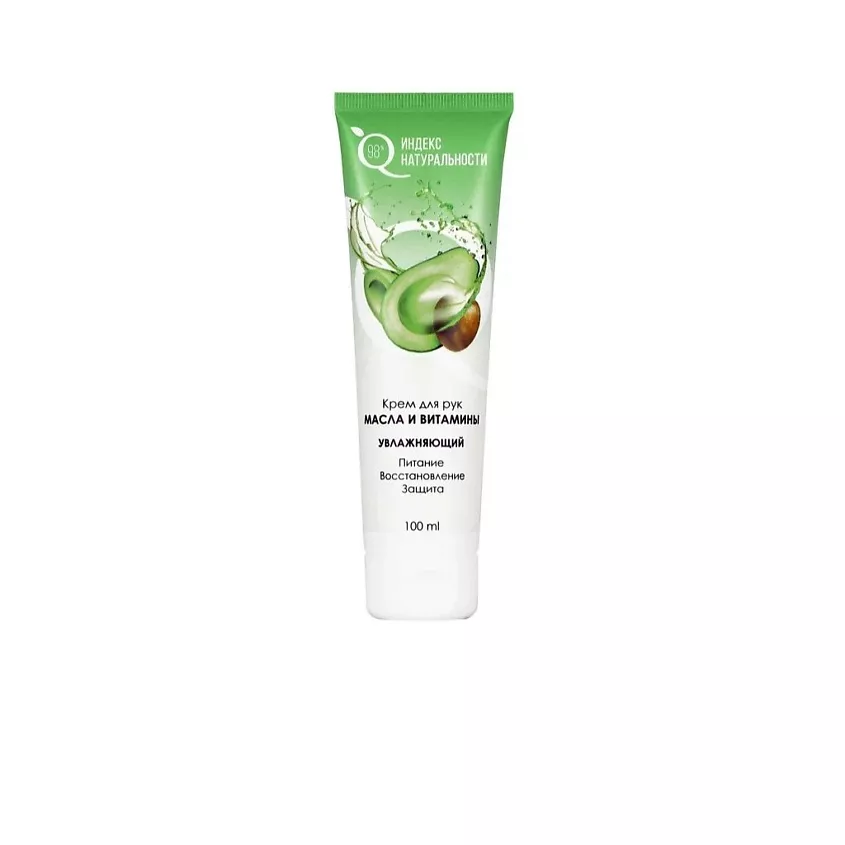 98%
ИНДЕКС
НАТУРАЛЬНОСТИ
Крем для рук
МАСЛА И ВИТАМИНЫ
УВЛАЖНЯЮЩИЙ
Питание
Восстановление
Защита
100 ml